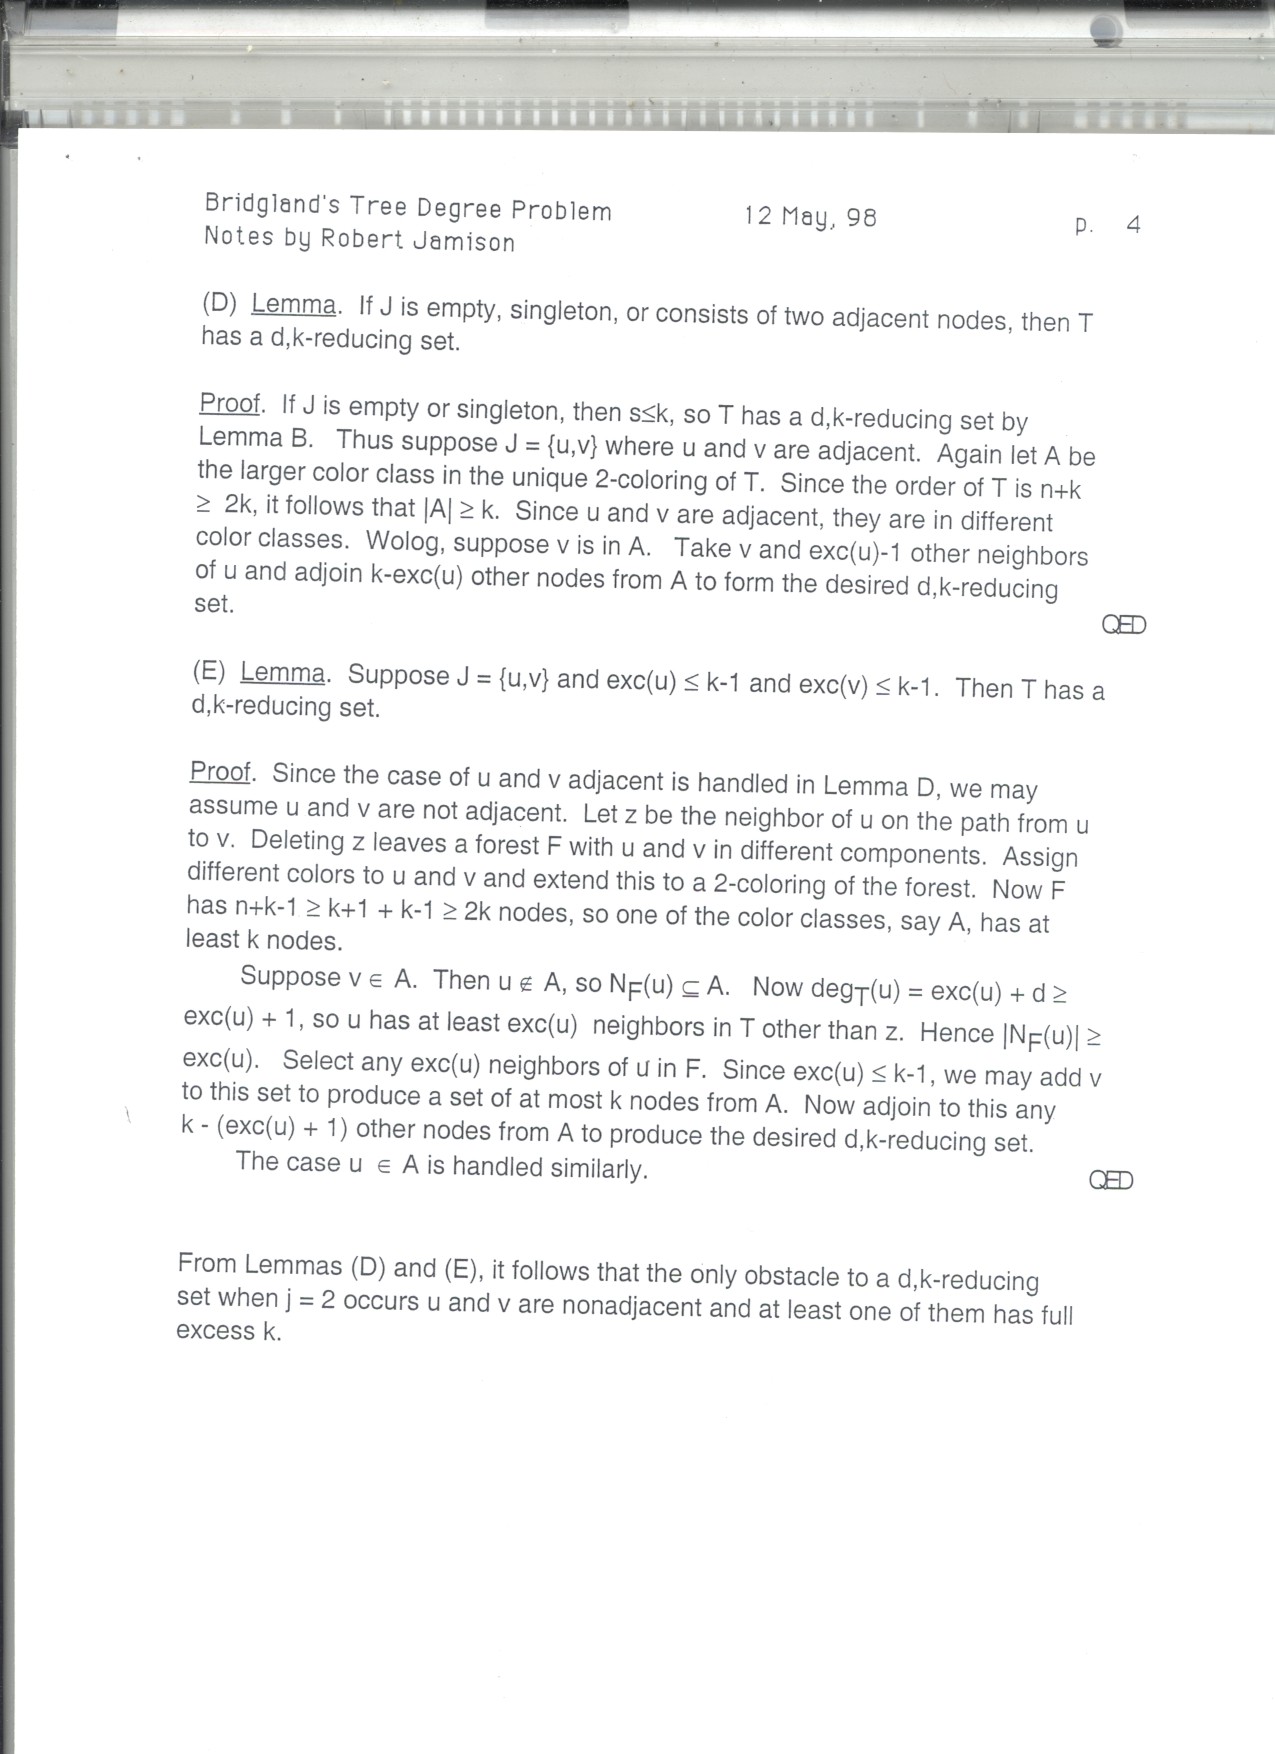 Bridgland's Tree Degree Problem 12 May, 98 p. 4
Notes by Robert Jamison
(D) Lemma. If J is empty, singleton, or consists of two adjacent nodes, then T
has a d,k-reducing set.
Proof. If J is empty or singleton, then s≤k, so T has a d,k-reducing set by
Lemma B. Thus suppose J = {u,v} where u and v are adjacent. Again let A be
the larger color class in the unique 2-coloring of T. Since the order of T is n+k
≥ 2k, it follows that |A| ≥ k. Since u and v are adjacent, they are in different
color classes. Wolog, suppose v is in A. Take v and exc(u)-1 other neighbors
of u and adjoin k-exc(u) other nodes from A to form the desired d,k-reducing
set.
QED
(E) Lemma. Suppose J = {u,v} and exc(u) ≤ k-1 and exc(v) ≤ k-1. Then T has a
d,k-reducing set.
Proof. Since the case of u and v adjacent is handled in Lemma D, we may
assume u and v are not adjacent. Let z be the neighbor of u on the path from u
to v. Deleting z leaves a forest F with u and v in different components. Assign
different colors to u and v and extend this to a 2-coloring of the forest. Now F
has n+k-1 ≥ k+1 + k-1 ≥ 2k nodes, so one of the color classes, say A, has at
least k nodes.
Suppose v ∈ A. Then u ∉ A, so N_F(u) ⊆ A. Now deg_T(u) = exc(u) + d ≥
exc(u) + 1, so u has at least exc(u) neighbors in T other than z. Hence |N_F(u)| ≥
exc(u). Select any exc(u) neighbors of u in F. Since exc(u) ≤ k-1, we may add v
to this set to produce a set of at most k nodes from A. Now adjoin to this any
k - (exc(u) + 1) other nodes from A to produce the desired d,k-reducing set.
The case u ∈ A is handled similarly.
QED
From Lemmas (D) and (E), it follows that the only obstacle to a d,k-reducing
set when j = 2 occurs u and v are nonadjacent and at least one of them has full
excess k.